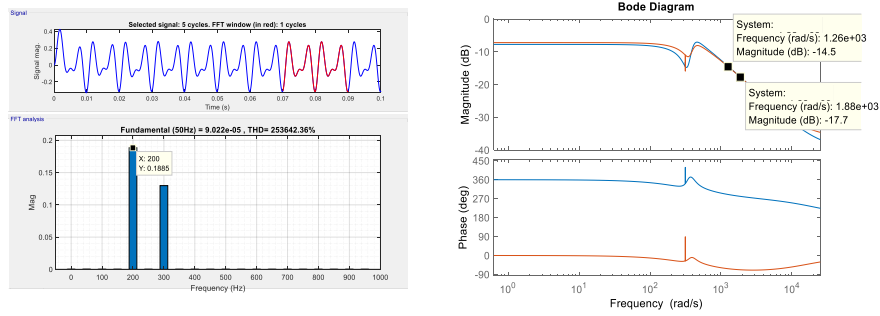 Signal
Selected signal: 5 cycles. FFT window (in red): 1 cycles
0.4
0.2
0
-0.2
Signal mag.
0 0.01 0.02 0.03 0.04 0.05 0.06 0.07 0.08 0.09 0.1
Time (s)
FFT analysis
Fundamental (50Hz) = 9.022e-05 , THD= 253642.36%
0.2
0.15
0.1
0.05
0
Mag
X: 200
Y: 0.1885
0 100 200 300 400 500 600 700 800 900 1000
Frequency (Hz)
Bode Diagram
0
-10
-20
-30
-40
Magnitude (dB)
System:
Frequency (rad/s): 1.26e+03
Magnitude (dB): -14.5
System:
Frequency (rad/s): 1.88e+03
Magnitude (dB): -17.7
450
360
270
180
90
0
-90
Phase (deg)
10^0 10^1 10^2 10^3 10^4
Frequency (rad/s)